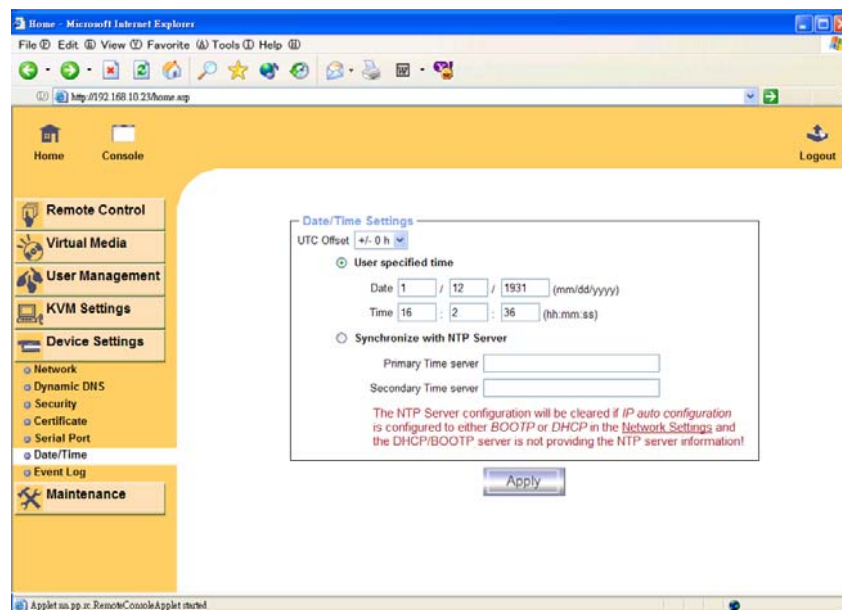 Home - Microsoft Internet Explorer
File (F) Edit (E) View (V) Favorite (A) Tools (T) Help (H)
(D) http://192.168.10.23/home.asp
Home Console Logout
Remote Control
Virtual Media
User Management
KVM Settings
Device Settings
Network
Dynamic DNS
Security
Certificate
Serial Port
Date/Time
Event Log
Maintenance
Date/Time Settings
UTC Offset +/- 0 h
User specified time
Date 1 / 12 / 1931 (mm/dd/yyyy)
Time 16 : 2 : 36 (hh:mm:ss)
Synchronize with NTP Server
Primary Time server
Secondary Time server
The NTP Server configuration will be cleared if IP auto configuration
is configured to either BOOTP or DHCP in the Network Settings and
the DHCP/BOOTP server is not providing the NTP server information!
Apply
Applet nn.pp.rc.RemoteConsoleApplet started